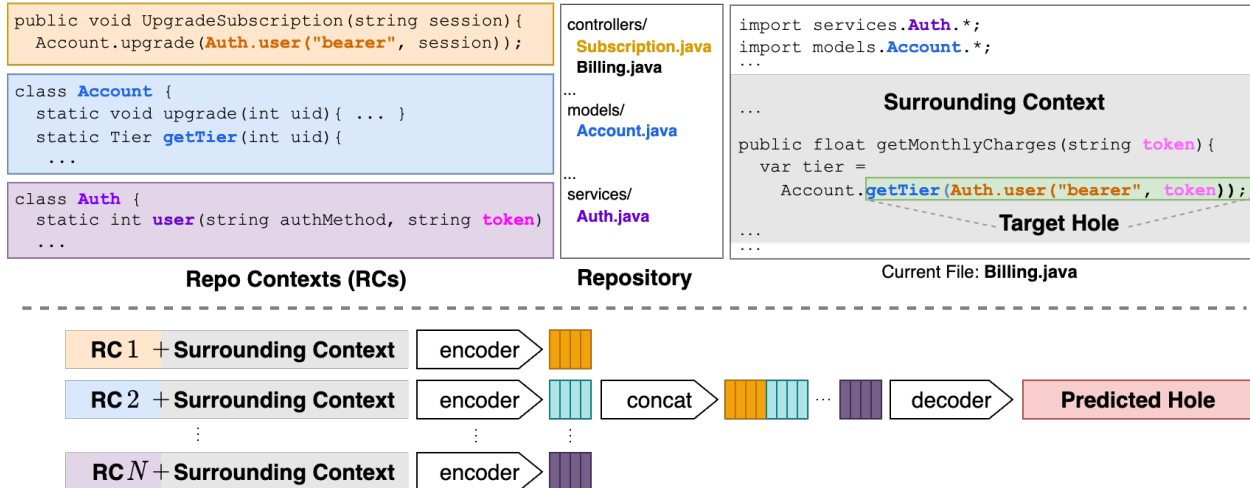 public void UpgradeSubscription(string session){
Account.upgrade(Auth.user("bearer", session));
class Account {
static void upgrade(int uid){ ... }
static Tier getTier(int uid){
...
class Auth {
static int user(string authMethod, string token)
...
Repo Contexts (RCs)
controllers/
Subscription.java
Billing.java
...
models/
Account.java
...
services/
Auth.java
Repository
import services.Auth.*;
import models.Account.*;
...
Surrounding Context
...
public float getMonthlyCharges(string token){
var tier =
Account.getTier(Auth.user("bearer", token));
Target Hole
...
...
Current File: Billing.java
RC 1 + Surrounding Context
encoder
RC 2 + Surrounding Context
encoder
concat
...
decoder
Predicted Hole
⋮ ⋮ ⋮
RC N + Surrounding Context
encoder